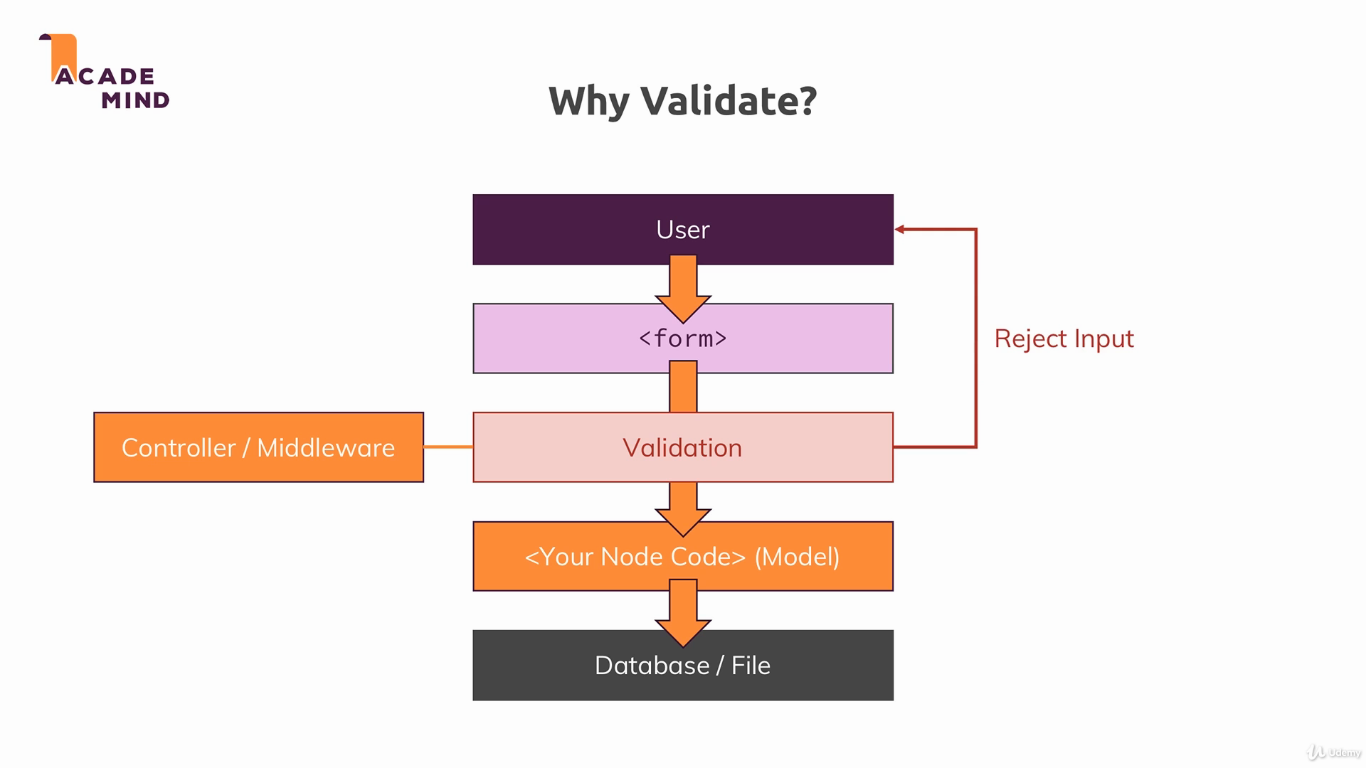 ACADE
MIND
Why Validate?
User
<form>
Reject Input
Controller / Middleware
Validation
<Your Node Code> (Model)
Database / File
Udemy